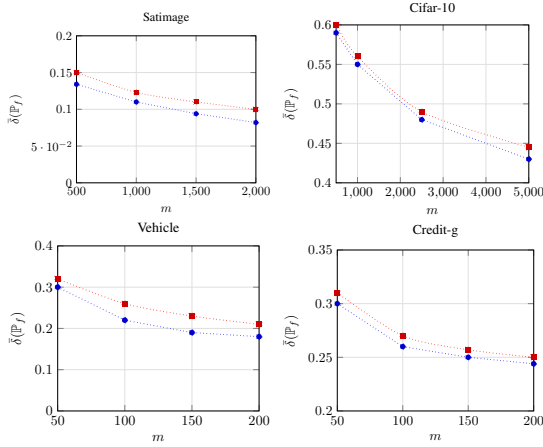 Satimage
0.2
0.15
0.1
5 · 10⁻²
0
δ̄(ℙ_f)
500 1,000 1,500 2,000
m
Cifar-10
0.6
0.55
0.5
0.45
0.4
δ̄(ℙ_f)
1,000 2,000 3,000 4,000 5,000
m
Vehicle
0.4
0.3
0.2
0.1
0
δ̄(ℙ_f)
50 100 150 200
m
Credit-g
0.35
0.3
0.25
0.2
δ̄(ℙ_f)
50 100 150 200
m